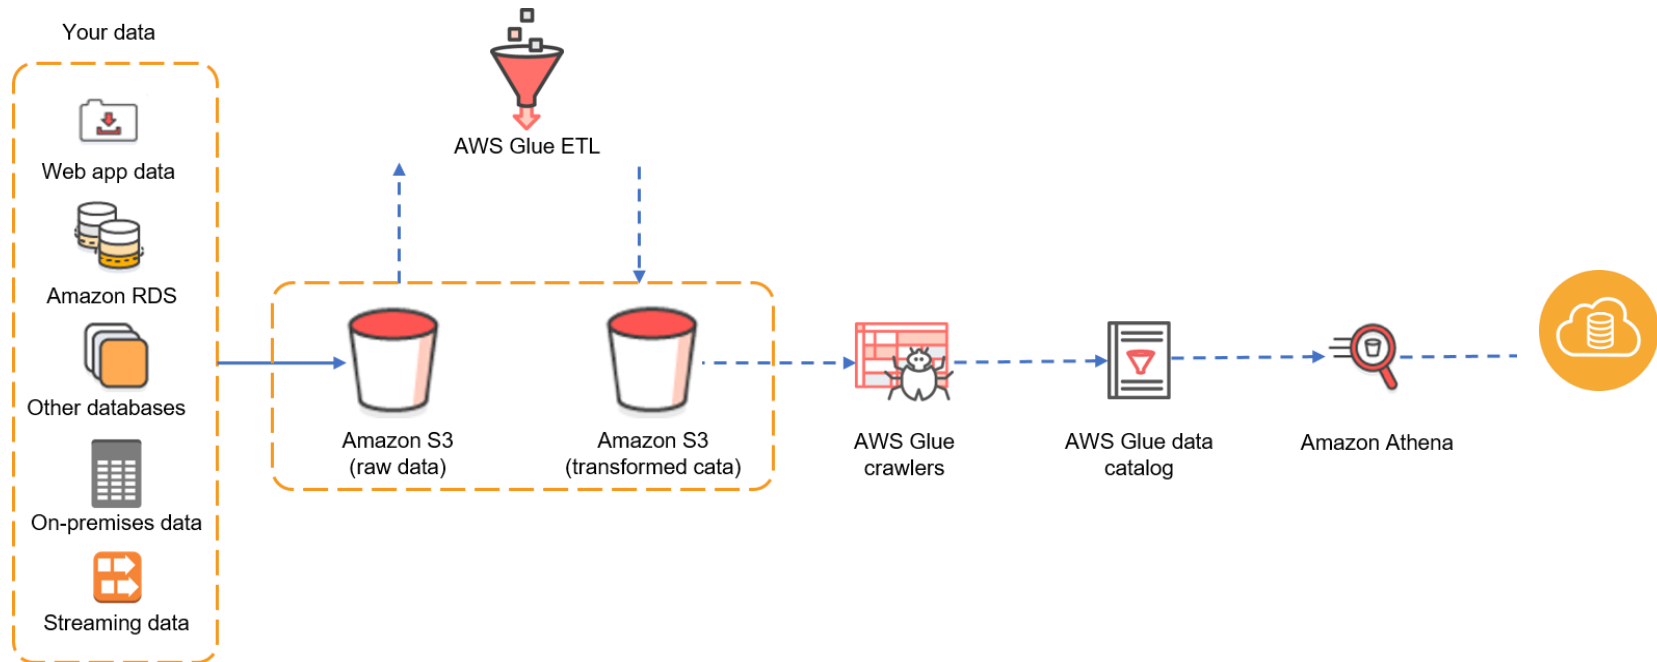 Your data
Web app data
Amazon RDS
Other databases
On-premises data
Streaming data
AWS Glue ETL
Amazon S3
(raw data)
Amazon S3
(transformed cata)
AWS Glue
crawlers
AWS Glue data
catalog
Amazon Athena